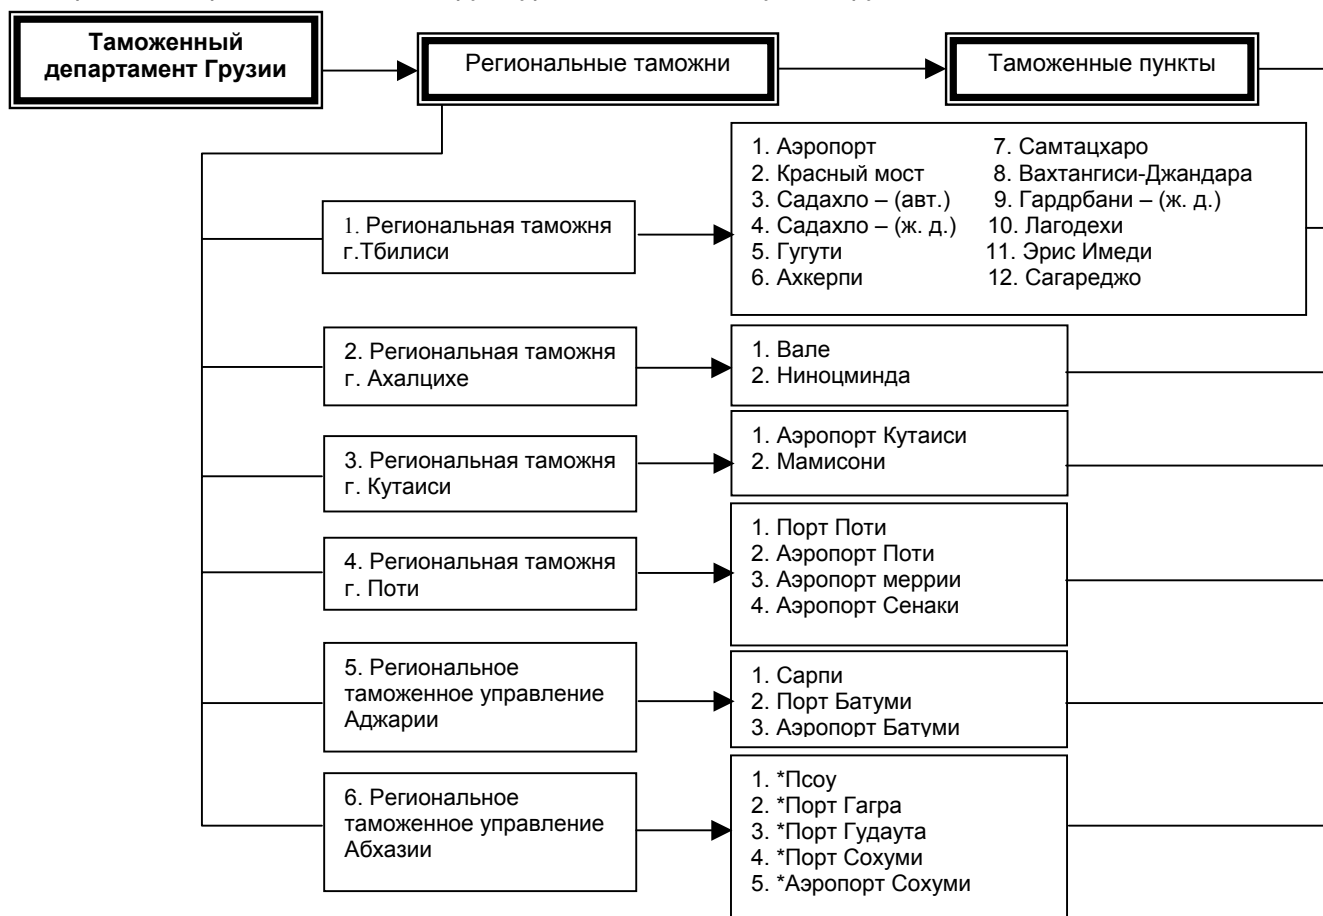 Таможенный
департамент Грузии
Региональные таможни
Таможенные пункты
1. Региональная таможня
г.Тбилиси
1. Аэропорт
2. Красный мост
3. Садахло – (авт.)
4. Садахло – (ж. д.)
5. Гугути
6. Ахкерпи
7. Самтацхаро
8. Вахтангиси-Джандара
9. Гардрбани – (ж. д.)
10. Лагодехи
11. Эрис Имеди
12. Сагареджо
2. Региональная таможня
г. Ахалцихе
1. Вале
2. Ниноцминда
3. Региональная таможня
г. Кутаиси
1. Аэропорт Кутаиси
2. Мамисони
4. Региональная таможня
г. Поти
1. Порт Поти
2. Аэропорт Поти
3. Аэропорт меррии
4. Аэропорт Сенаки
5. Региональное
таможенное управление
Аджарии
1. Сарпи
2. Порт Батуми
3. Аэропорт Батуми
6. Региональное
таможенное управление
Абхазии
1. *Псоу
2. *Порт Гагра
3. *Порт Гудаута
4. *Порт Сохуми
5. *Аэропорт Сохуми